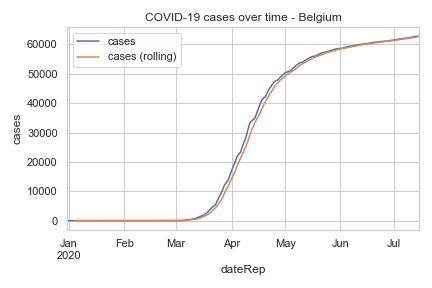 COVID-19 cases over time - Belgium
cases
cases (rolling)
60000
50000
40000
30000
20000
10000
0
cases
Jan Feb Mar Apr May Jun Jul
2020
dateRep